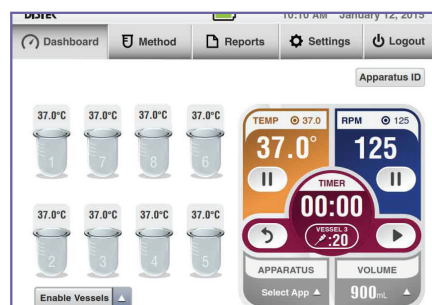 DISTEK 10:10 AM January 12, 2015
Dashboard Method Reports Settings Logout
Apparatus ID
37.0°C 37.0°C 37.0°C 37.0°C
1 7 8 6
37.0°C 37.0°C 37.0°C 37.0°C
2 3 4 5
Enable Vessels
TEMP 37.0 RPM 125
37.0° 125
TIMER
00:00
VESSEL 3
:20
APPARATUS VOLUME
Select App 900mL